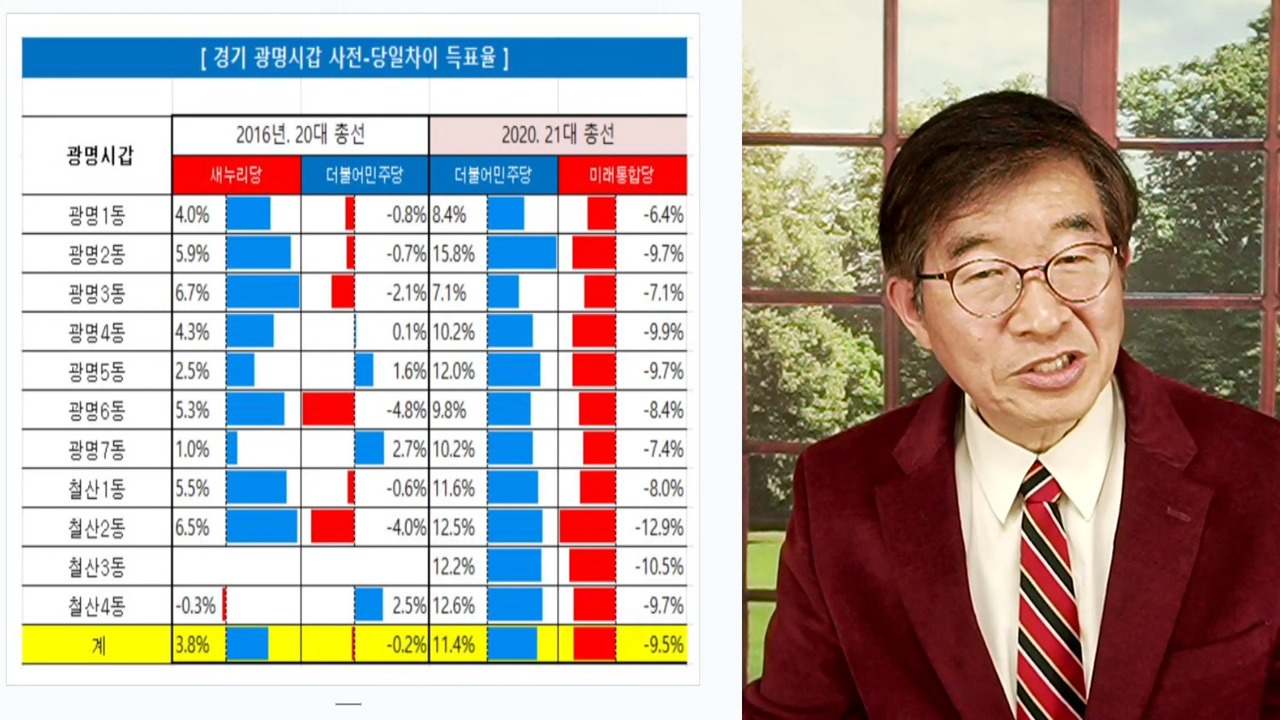 [ 경기 광명시갑 사전-당일차이 득표율 ]
광명시갑 2016년. 20대 총선 2020. 21대 총선
새누리당 더불어민주당 더불어민주당 미래통합당
광명1동 4.0% -0.8% 8.4% -6.4%
광명2동 5.9% -0.7% 15.8% -9.7%
광명3동 6.7% -2.1% 7.1% -7.1%
광명4동 4.3% 0.1% 10.2% -9.9%
광명5동 2.5% 1.6% 12.0% -9.7%
광명6동 5.3% -4.8% 9.8% -8.4%
광명7동 1.0% 2.7% 10.2% -7.4%
철산1동 5.5% -0.6% 11.6% -8.0%
철산2동 6.5% -4.0% 12.5% -12.9%
철산3동 12.2% -10.5%
철산4동 -0.3% 2.5% 12.6% -9.7%
계 3.8% -0.2% 11.4% -9.5%